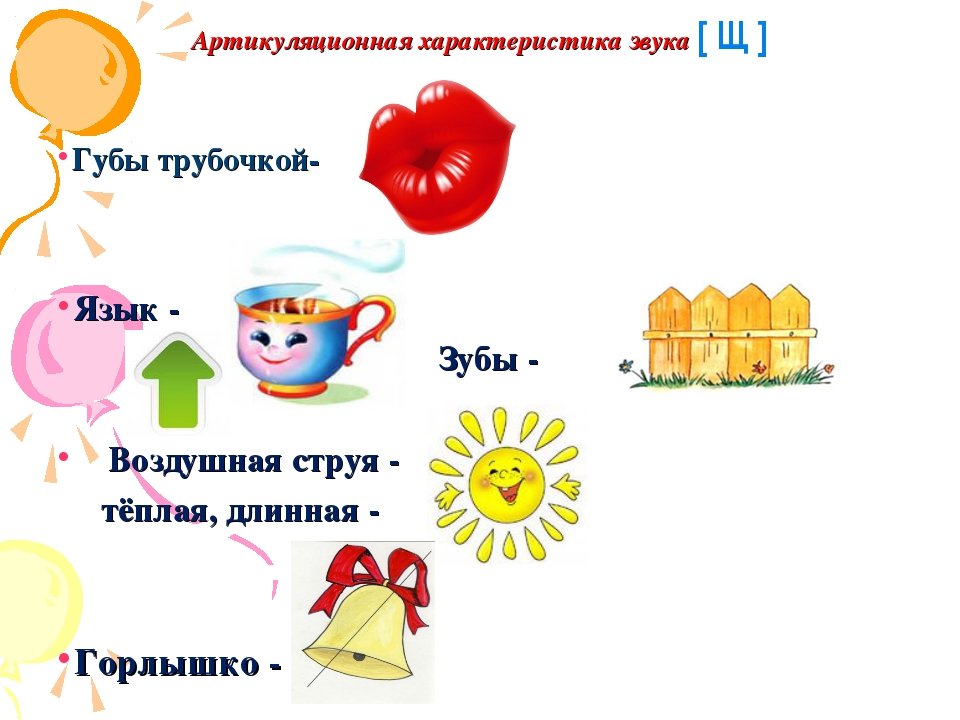 Артикуляционная характеристика звука [ Щ ]
Губы трубочкой-
Язык -
Зубы -
Воздушная струя -
тёплая, длинная -
Горлышко -